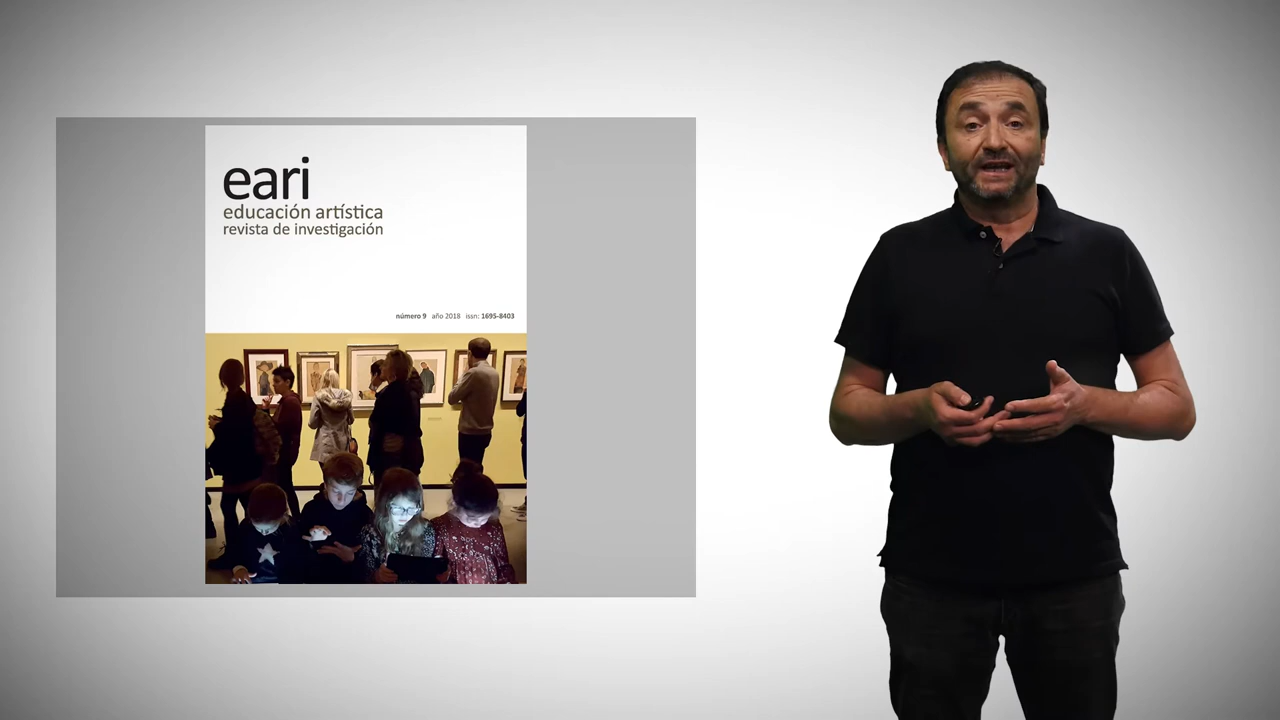 eari
educación artística
revista de investigación
número 9 año 2018 issn: 1695-8403